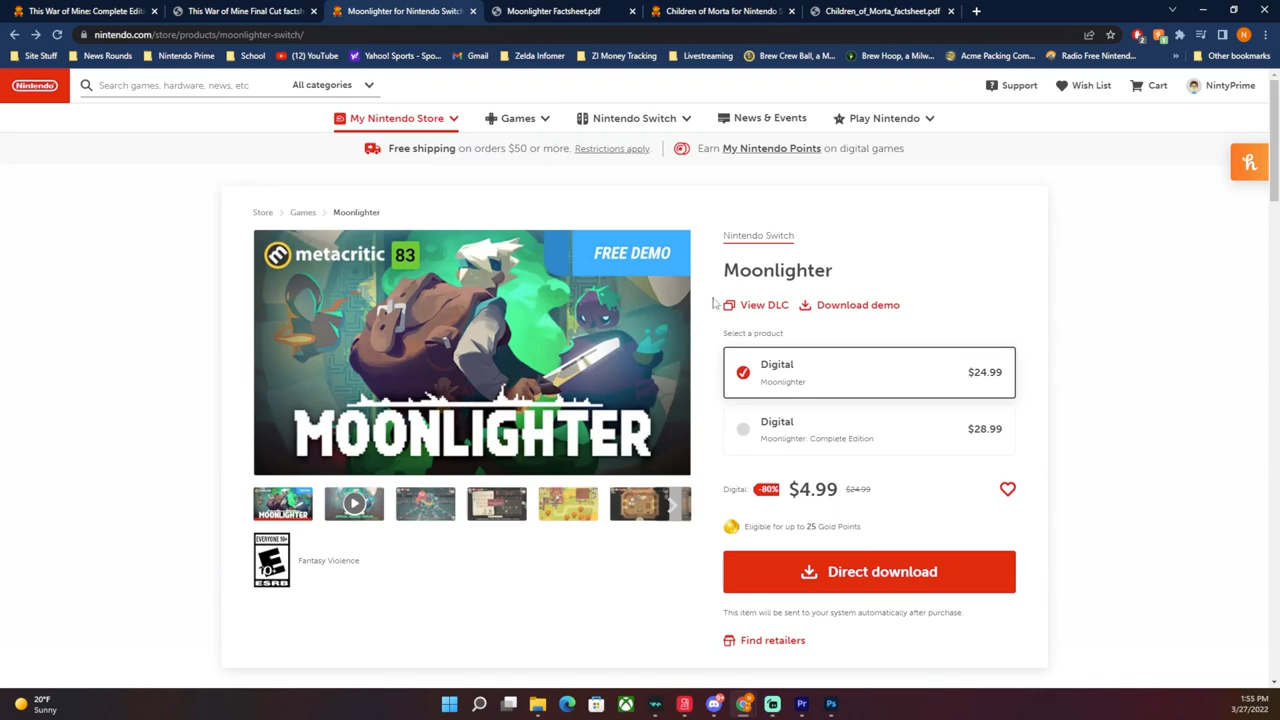 This War of Mine Complete Editi
This War of Mine Final Cut factsh
Moonlighter for Nintendo Switch
Moonlighter Factsheet.pdf
Children of Morta for Nintendo S
Children_of_Morta_factsheet.pdf
nintendo.com/store/products/moonlighter-switch/
Site Stuff
Nintendo Prime
School
(12) YouTube
Yahoo! Sports - Spo...
Gmail
Zelda Infomer
ZI Money Tracking
Livestreaming
Brew Crew Ball, a M...
Brew Hoop, a Milw...
Acme Packing Com...
Radio Free Nintend...
»
Other bookmarks
Nintendo
Search games, hardware, news, etc
All categories
Support
Wish List
Cart
NintyPrime
My Nintendo Store
Games
Nintendo Switch
News & Events
Play Nintendo
Free shipping on orders $50 or more. Restrictions apply.
Earn My Nintendo Points on digital games
Store > Games > Moonlighter
metacritic 83
FREE DEMO
MOONLIGHTER
EVERYONE 10+
E
10+
ESRB
Fantasy Violence
Nintendo Switch
Moonlighter
View DLC
Download demo
Select a product
Digital
Moonlighter
$24.99
Digital
Moonlighter: Complete Edition
$28.99
Digital: -80% $4.99 $24.99
Eligible for up to 25 Gold Points
Direct download
This item will be sent to your system automatically after purchase.
Find retailers
20°F
Sunny
1:55 PM
3/27/2022